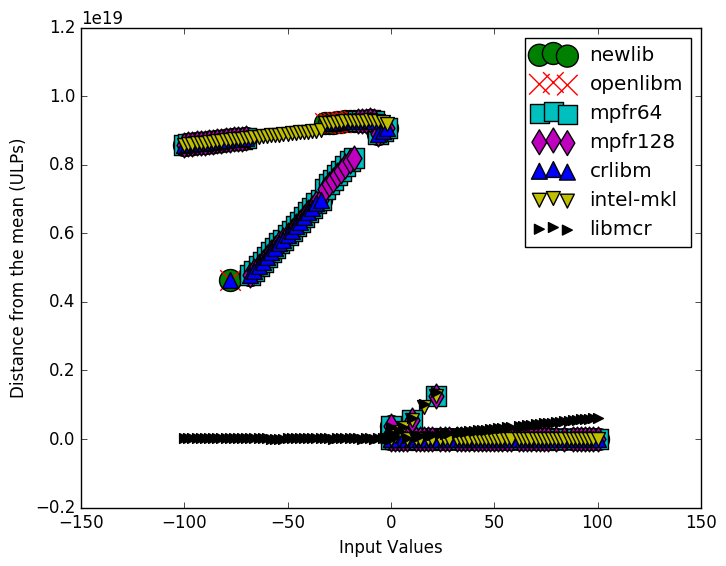 1e19
1.2
1.0
0.8
0.6
0.4
0.2
0.0
−0.2
−150
−100
−50
0
50
100
150
Distance from the mean (ULPs)
Input Values
newlib
openlibm
mpfr64
mpfr128
crlibm
intel-mkl
libmcr